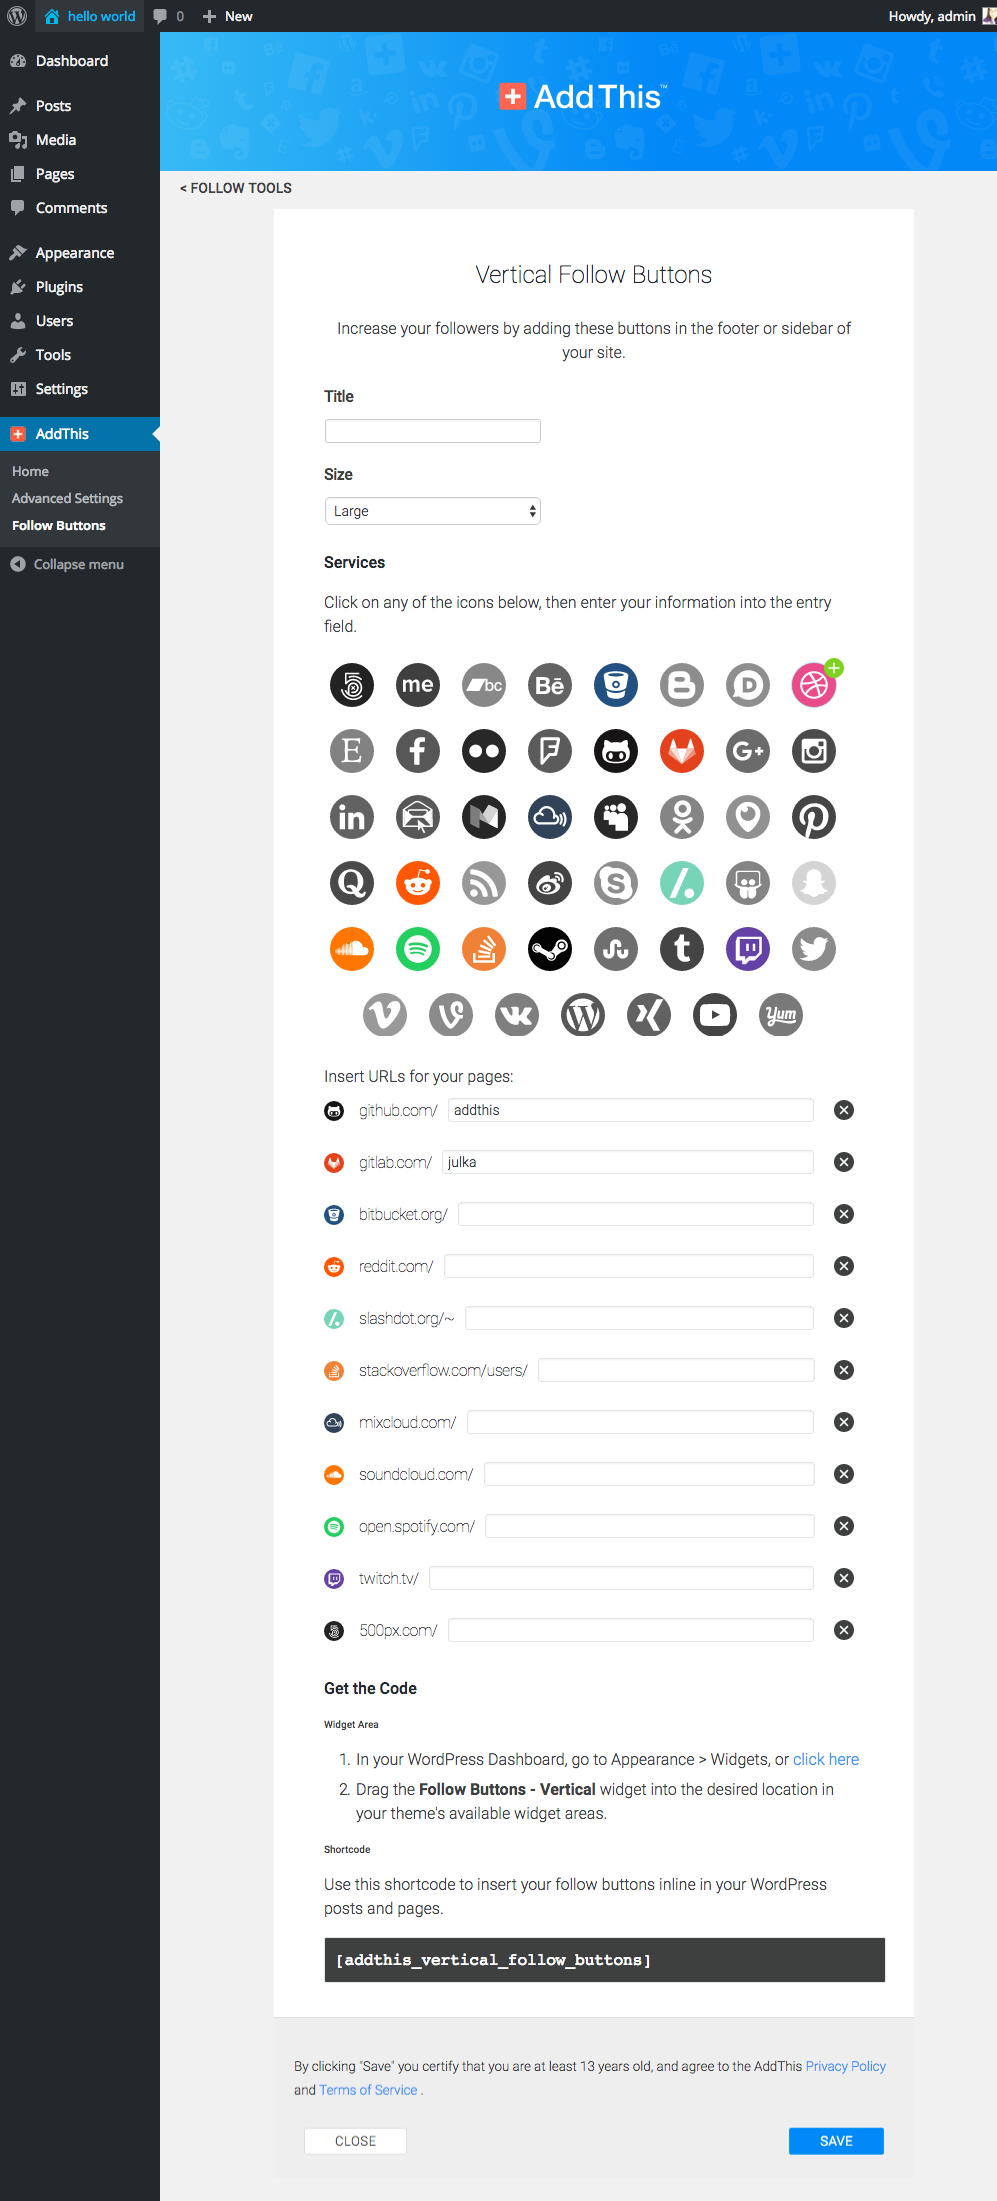 hello world 0 New Howdy, admin
Dashboard
Posts
Media
Pages
Comments
Appearance
Plugins
Users
Tools
Settings
AddThis
Home
Advanced Settings
Follow Buttons
Collapse menu
AddThis™
< FOLLOW TOOLS
Vertical Follow Buttons
Increase your followers by adding these buttons in the footer or sidebar of
your site.
Title
Size
Large
Services
Click on any of the icons below, then enter your information into the entry
field.
me
bc
Bē
Yum
Insert URLs for your pages:
github.com/ addthis
gitlab.com/ julka
bitbucket.org/
reddit.com/
slashdot.org/~
stackoverflow.com/users/
mixcloud.com/
soundcloud.com/
open.spotify.com/
twitch.tv/
500px.com/
Get the Code
Widget Area
1. In your WordPress Dashboard, go to Appearance > Widgets, or click here
2. Drag the Follow Buttons - Vertical widget into the desired location in
your theme's available widget areas.
Shortcode
Use this shortcode to insert your follow buttons inline in your WordPress
posts and pages.
[addthis_vertical_follow_buttons]
By clicking "Save" you certify that you are at least 13 years old, and agree to the AddThis Privacy Policy
and Terms of Service .
CLOSE SAVE